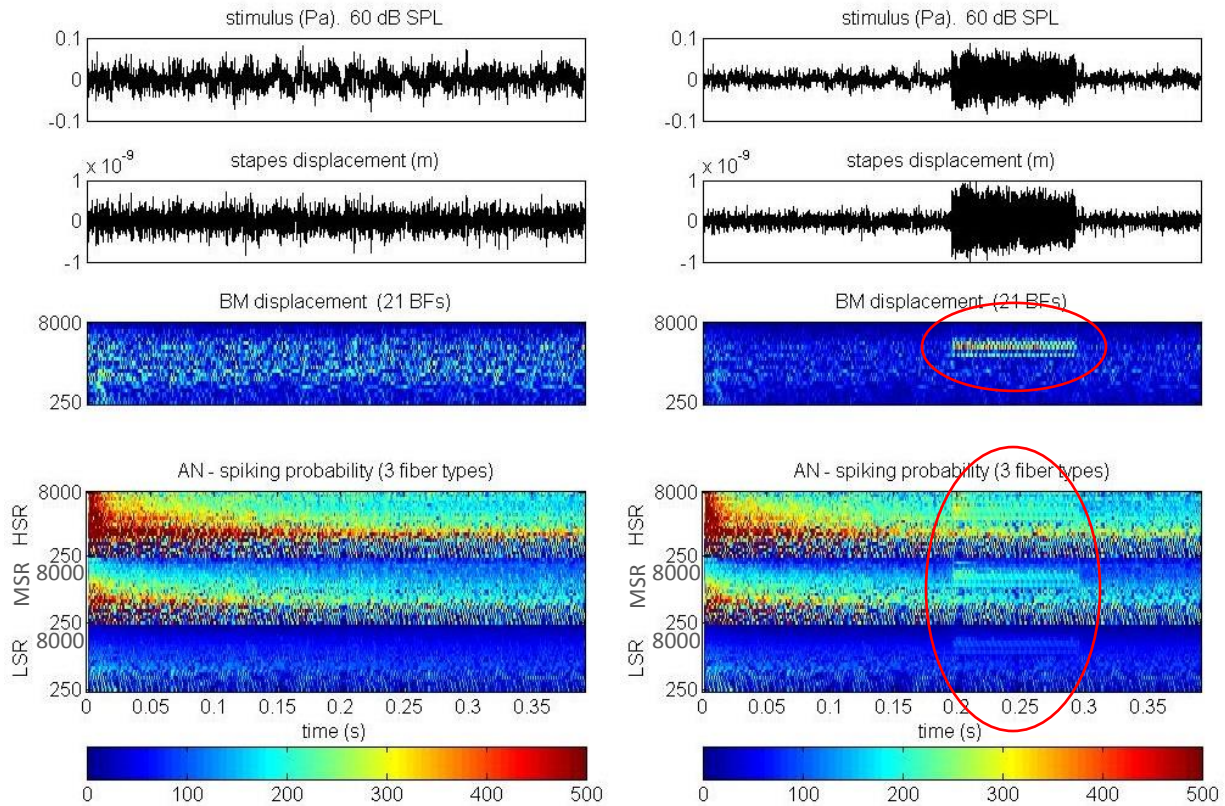 stimulus (Pa). 60 dB SPL
0.1
0
-0.1
x 10⁻⁹
stapes displacement (m)
1
0
-1
BM displacement (21 BFs)
8000
250
AN - spiking probability (3 fiber types)
8000
HSR
250
8000
MSR
250
8000
LSR
250
0 0.05 0.1 0.15 0.2 0.25 0.3 0.35
time (s)
0 100 200 300 400 500
stimulus (Pa). 60 dB SPL
0.1
0
-0.1
x 10⁻⁹
stapes displacement (m)
1
0
-1
BM displacement (21 BFs)
8000
250
AN - spiking probability (3 fiber types)
8000
HSR
250
8000
MSR
250
8000
LSR
250
0 0.05 0.1 0.15 0.2 0.25 0.3 0.35
time (s)
0 100 200 300 400 500